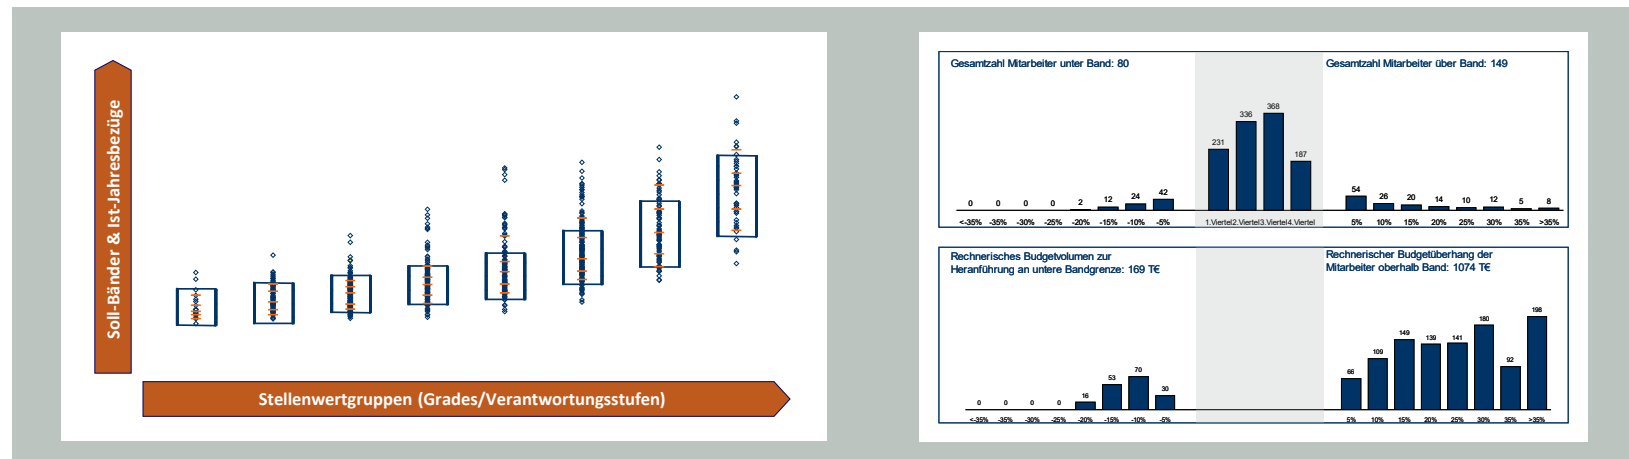 Soll-Bänder & Ist-Jahresbezüge
Stellenwertgruppen (Grades/Verantwortungsstufen)
Gesamtzahl Mitarbeiter unter Band: 80
Gesamtzahl Mitarbeiter über Band: 149
0 0 0 0 2 12 24 42 231 336 368 187 54 26 20 14 10 12 5 8
<-35% -35% -30% -25% -20% -15% -10% -5% 1.Viertel 2.Viertel 3.Viertel 4.Viertel 5% 10% 15% 20% 25% 30% 35% >35%
Rechnerisches Budgetvolumen zur
Heranführung an untere Bandgrenze: 169 T€
Rechnerischer Budgetüberhang der
Mitarbeiter oberhalb Band: 1074 T€
0 0 0 0 16 53 70 30 66 109 149 139 141 180 92 198
<-35% -35% -30% -25% -20% -15% -10% -5% 5% 10% 15% 20% 25% 30% 35% >35%